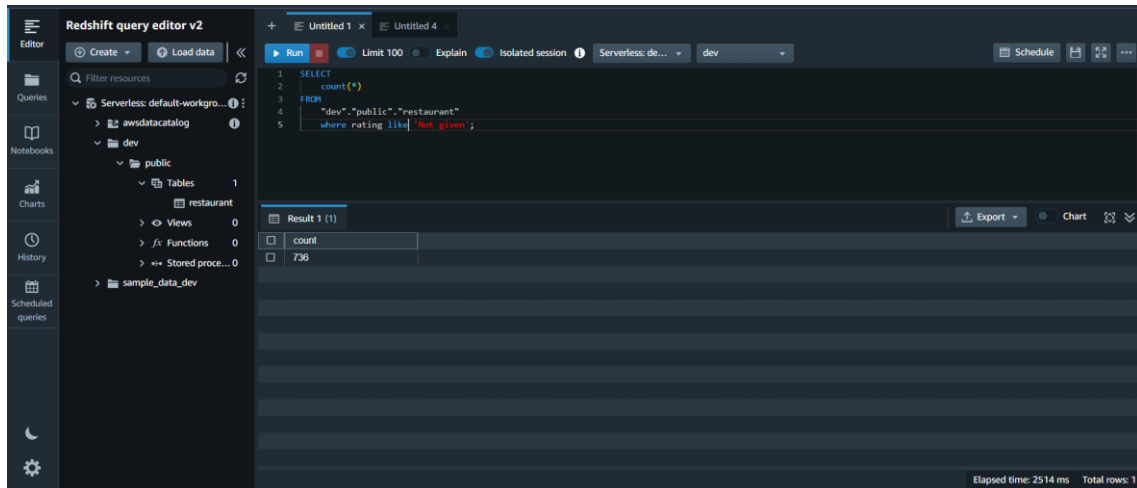 Editor
Queries
Notebooks
Charts
History
Scheduled
queries
Redshift query editor v2
Create
Load data
Filter resources
Serverless: default-workgro...
awsdatacatalog
dev
public
Tables 1
restaurant
Views 0
fx Functions 0
Stored proce... 0
sample_data_dev
+ Untitled 1 × Untitled 4 ×
Run Limit 100 Explain Isolated session Serverless: de... dev Schedule ...
1 SELECT
2 count(*)
3 FROM
4 "dev"."public"."restaurant"
5 where rating like 'Not given';
Result 1 (1) Export Chart
count
736
Elapsed time: 2514 ms Total rows: 1